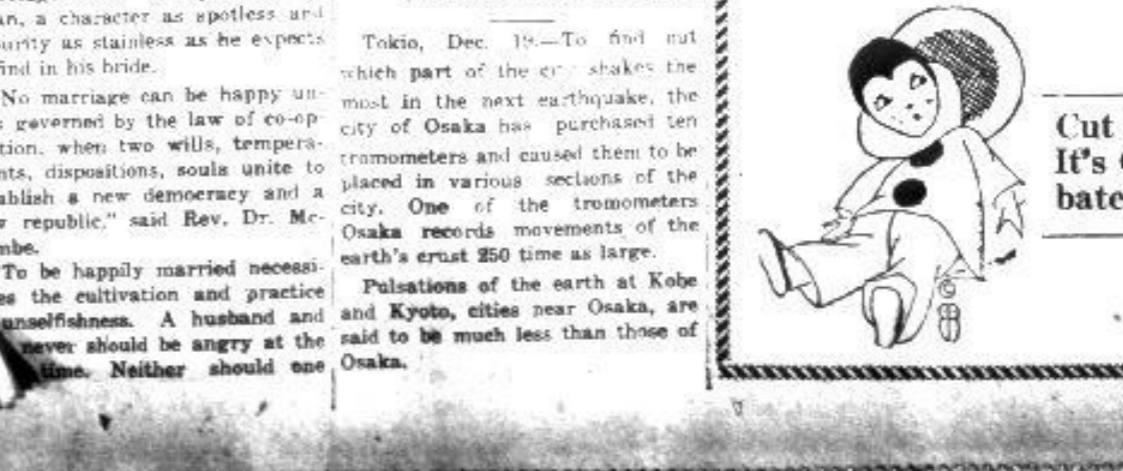 a character as spotless and
as stainless as he expects
find in his bride.
No marriage can be happy un-
governed by the law of co-op-
tion, when two wills, tempera-
nts, dispositions, souls unite to
ablish a new democracy and a
republic," said Rev. Dr. Mc-
mbe.
To be happily married necessi-
es the cultivation and practice
unselfishness. A husband and
never should be angry at the
time. Neither should one
Tokio, Dec. 19.—To find out
which part of the city shakes the
most in the next earthquake, the
city of Osaka has purchased ten
tromometers and caused them to be
placed in various sections of the
city. One of the tromometers
Osaka records movements of the
earth's crust 250 time as large.
Pulsations of the earth at Kobe
and Kyoto, cities near Osaka, are
said to be much less than those of
Osaka.
Cut
It's
bate